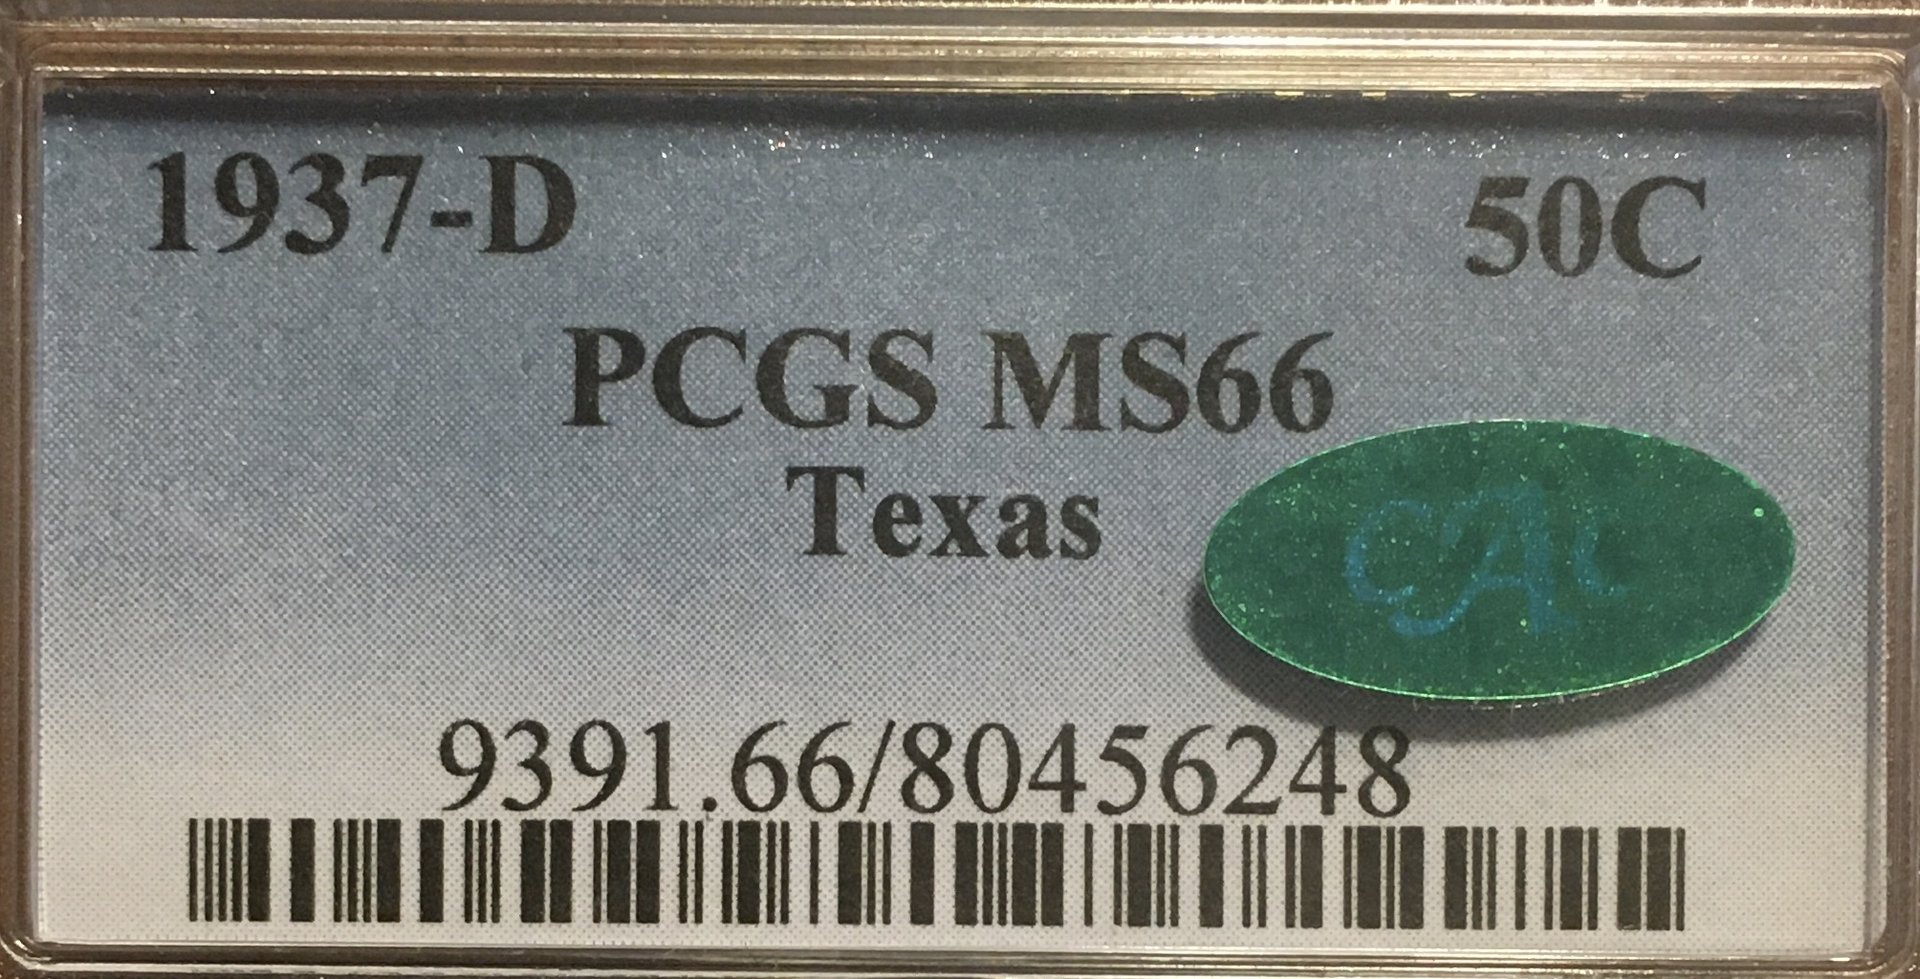 1937-D 50C
PCGS MS66
Texas
CAC
9391.66/80456248